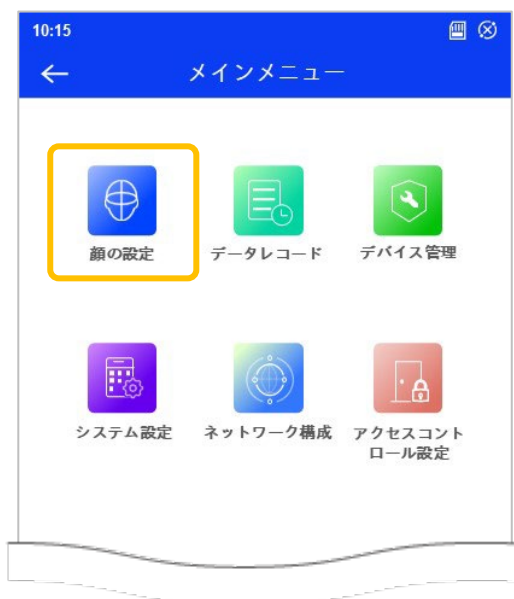 10:15
メインメニュー
顔の設定
データレコード
デバイス管理
システム設定
ネットワーク構成
アクセスコント
ロール設定